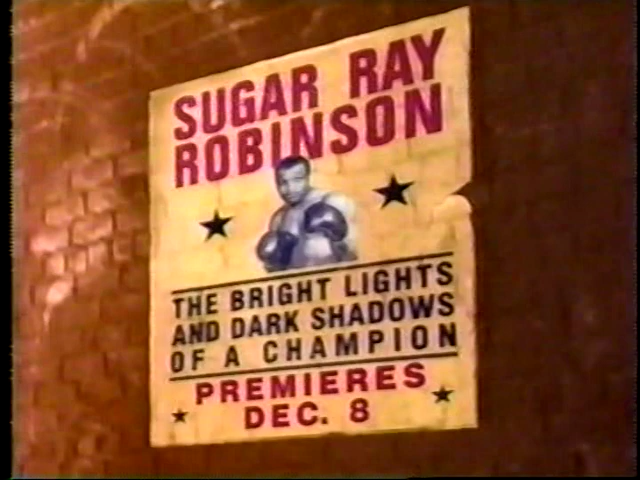 SUGAR RAY
ROBINSON
THE BRIGHT LIGHTS
AND DARK SHADOWS
OF A CHAMPION
PREMIERES
DEC. 8